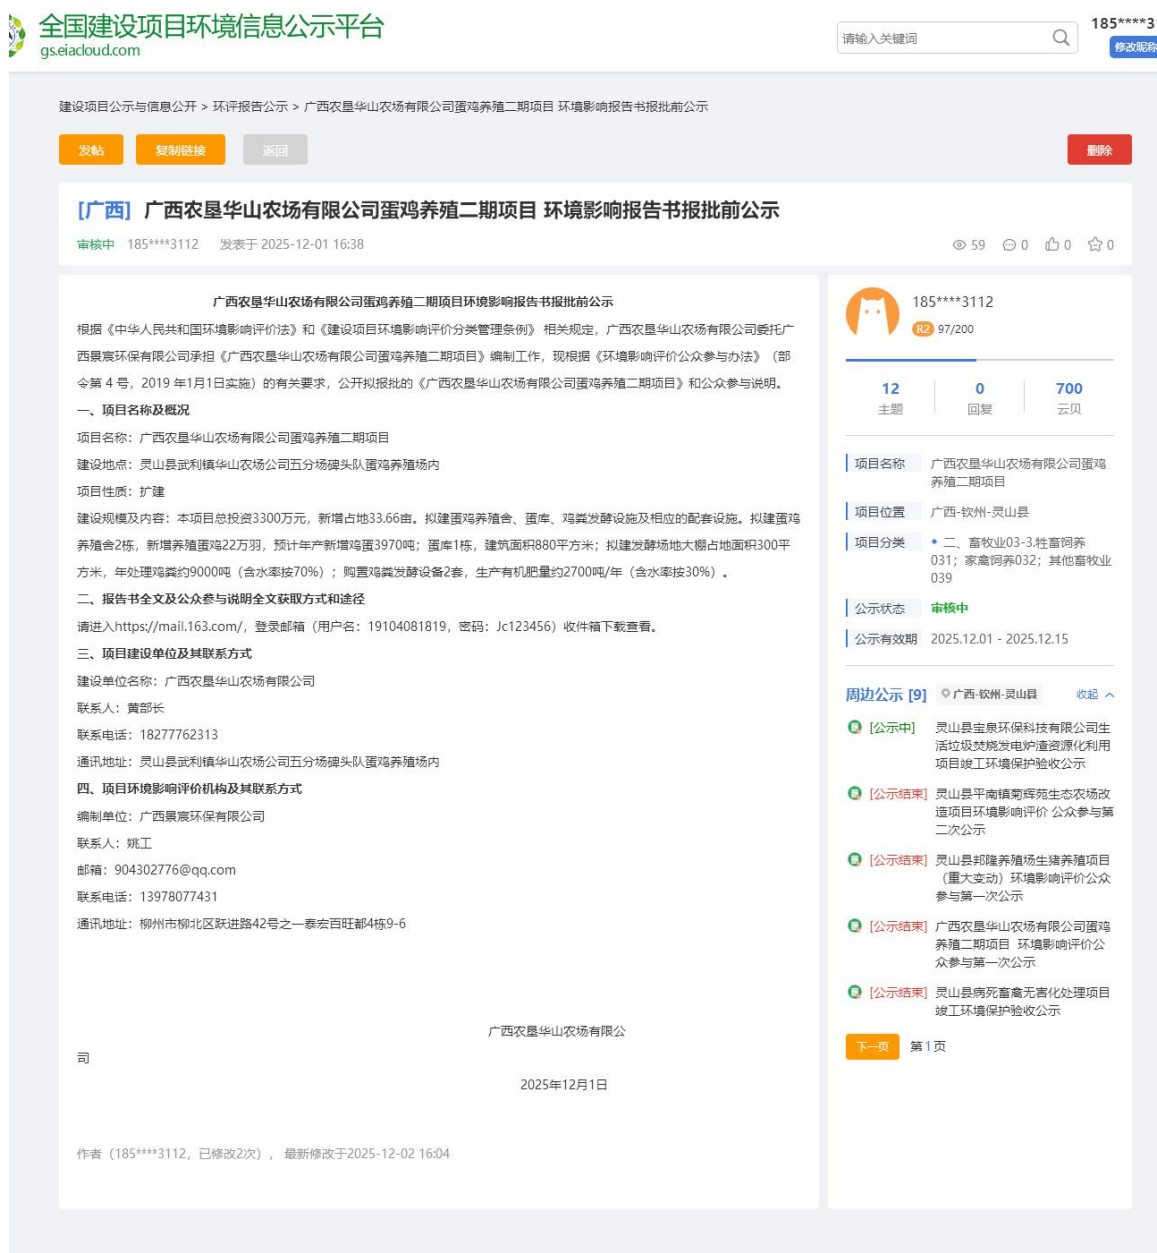 全国建设项目环境信息公示平台
gs.eiacloud.com
请输入关键词
185****3
修改昵称
建设项目公示与信息公开 > 环评报告公示 > 广西农垦华山农场有限公司蛋鸡养殖二期项目 环境影响报告书报批前公示
发帖 复制链接 返回 删除
[广西] 广西农垦华山农场有限公司蛋鸡养殖二期项目 环境影响报告书报批前公示
审核中 185****3112 发表于 2025-12-01 16:38
59 0 0 0
广西农垦华山农场有限公司蛋鸡养殖二期项目环境影响报告书报批前公示
根据《中华人民共和国环境影响评价法》和《建设项目环境影响评价分类管理条例》 相关规定，广西农垦华山农场有限公司委托广
西景宸环保有限公司承担《广西农垦华山农场有限公司蛋鸡养殖二期项目》编制工作，现根据《环境影响评价公众参与办法》（部
令第 4 号，2019 年1月1日实施）的有关要求，公开拟报批的《广西农垦华山农场有限公司蛋鸡养殖二期项目》和公众参与说明。
一、项目名称及概况
项目名称：广西农垦华山农场有限公司蛋鸡养殖二期项目
建设地点：灵山县武利镇华山农场公司五分场碑头队蛋鸡养殖场内
项目性质：扩建
建设规模及内容：本项目总投资3300万元，新增占地33.66亩。拟建蛋鸡养殖舍、蛋库、鸡粪发酵设施及相应的配套设施。拟建蛋鸡
养殖舍2栋，新增养殖蛋鸡22万羽，预计年产新增鸡蛋3970吨；蛋库1栋，建筑面积880平方米；拟建发酵场地大棚占地面积300平
方米，年处理鸡粪约9000吨（含水率按70%）；购置鸡粪发酵设备2套，生产有机肥量约2700吨/年（含水率按30%）。
二、报告书全文及公众参与说明全文获取方式和途径
请进入https://mail.163.com/，登录邮箱（用户名：19104081819，密码：Jc123456）收件箱下载查看。
三、项目建设单位及其联系方式
建设单位名称：广西农垦华山农场有限公司
联系人：黄部长
联系电话：18277762313
通讯地址：灵山县武利镇华山农场公司五分场碑头队蛋鸡养殖场内
四、项目环境影响评价机构及其联系方式
编制单位：广西景宸环保有限公司
联系人：姚工
邮箱：904302776@qq.com
联系电话：13978077431
通讯地址：柳州市柳北区跃进路42号之一泰宏百旺都4栋9-6
广西农垦华山农场有限公
司
2025年12月1日
作者（185****3112，已修改2次），最新修改于2025-12-02 16:04
185****3112
R2 97/200
12 0 700
主题 回复 云贝
项目名称 广西农垦华山农场有限公司蛋鸡
养殖二期项目
项目位置 广西-钦州-灵山县
项目分类 二、畜牧业03-3.牲畜饲养
031；家禽饲养032；其他畜牧业
039
公示状态 审核中
公示有效期 2025.12.01 - 2025.12.15
周边公示 [9] 广西-钦州-灵山县 收起
[公示中] 灵山县宝泉环保科技有限公司生
活垃圾焚烧发电炉渣资源化利用
项目竣工环境保护验收公示
[公示结束] 灵山县平南镇菊辉苑生态农场改
造项目环境影响评价 公众参与第
二次公示
[公示结束] 灵山县邦隆养殖场生猪养殖项目
（重大变动）环境影响评价公众
参与第一次公示
[公示结束] 广西农垦华山农场有限公司蛋鸡
养殖二期项目 环境影响评价公
众参与第一次公示
[公示结束] 灵山县病死畜禽无害化处理项目
竣工环境保护验收公示
下一页 第1页